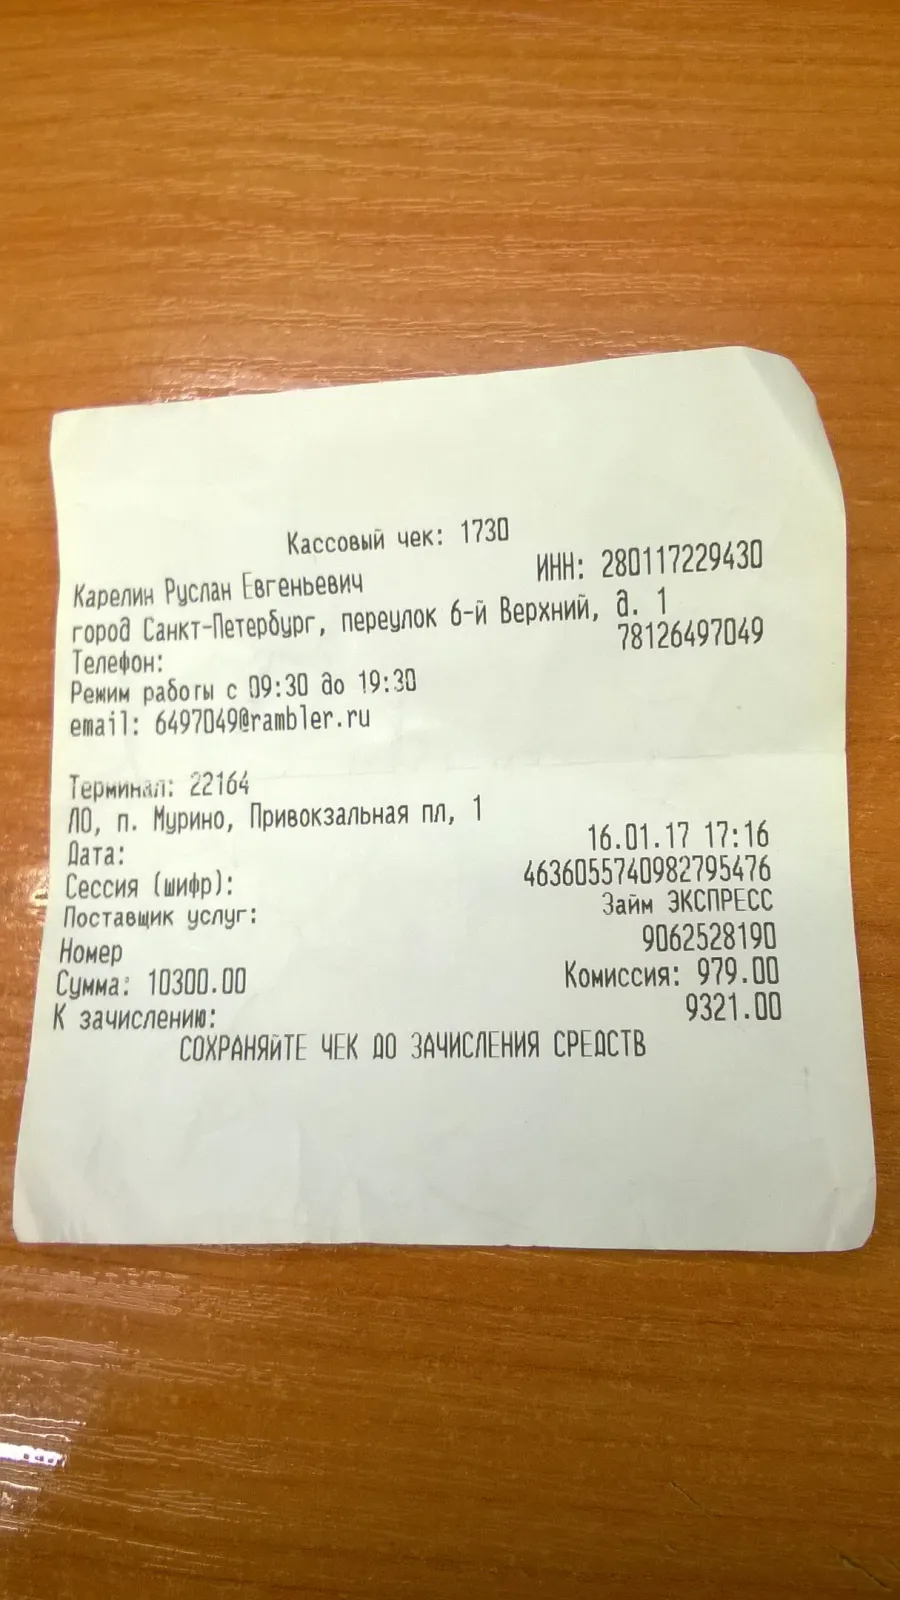 Кассовый чек: 1730
Карелин Руслан Евгеньевич ИНН: 280117229430
город Санкт-Петербург, переулок 6-й Верхний, д. 1
Телефон: 78126497049
Режим работы с 09:30 до 19:30
email: 6497049@rambler.ru
Терминал: 22164
ЛО, п. Мурино, Привокзальная пл, 1
Дата: 16.01.17 17:16
Сессия (шифр): 4636055740982795476
Поставщик услуг: Займ ЭКСПРЕСС
Номер 9062528190
Сумма: 10300.00 Комиссия: 979.00
К зачислению: 9321.00
СОХРАНЯЙТЕ ЧЕК ДО ЗАЧИСЛЕНИЯ СРЕДСТВ